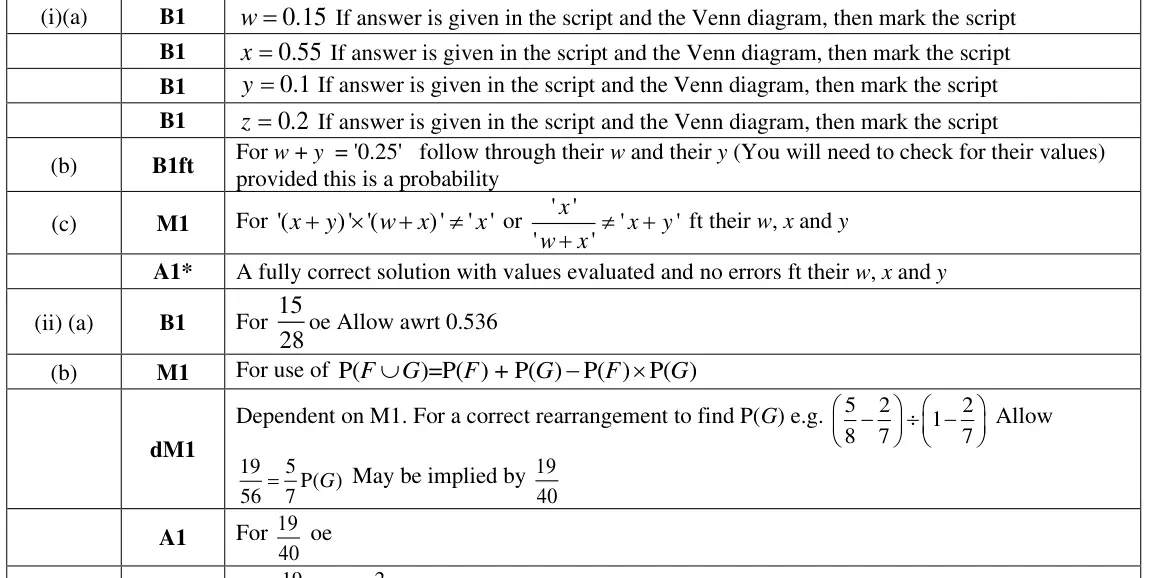 (i)(a) B1 w = 0.15 If answer is given in the script and the Venn diagram, then mark the script
B1 x = 0.55 If answer is given in the script and the Venn diagram, then mark the script
B1 y = 0.1 If answer is given in the script and the Venn diagram, then mark the script
B1 z = 0.2 If answer is given in the script and the Venn diagram, then mark the script
(b) B1ft For w + y = '0.25' follow through their w and their y (You will need to check for their values)
provided this is a probability
(c) M1 For '(x + y)'×'(w + x)' ≠ 'x' or 'x'/'w + x' ≠ 'x + y' ft their w, x and y
A1* A fully correct solution with values evaluated and no errors ft their w, x and y
(ii) (a) B1 For 15/28 oe Allow awrt 0.536
(b) M1 For use of P(F ∪ G)=P(F) + P(G) − P(F) × P(G)
dM1 Dependent on M1. For a correct rearrangement to find P(G) e.g. (5/8 − 2/7) ÷ (1 − 2/7) Allow
19/56 = 5/7 P(G) May be implied by 19/40
A1 For 19/40 oe
19 2